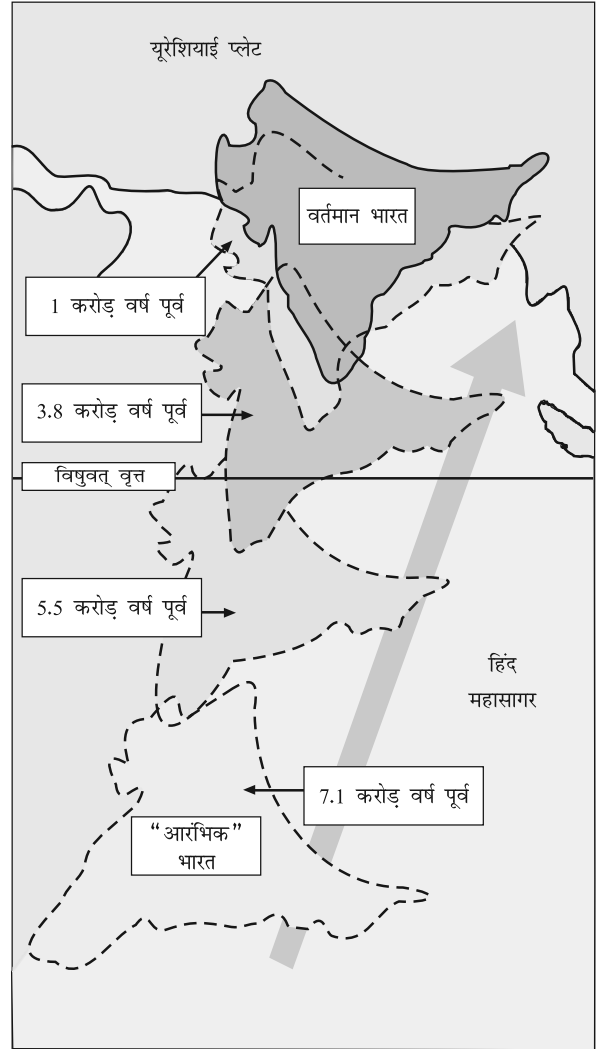 यूरेशियाई प्लेट
वर्तमान भारत
1 करोड़ वर्ष पूर्व
3.8 करोड़ वर्ष पूर्व
विषुवत् वृत्त
5.5 करोड़ वर्ष पूर्व
हिंद
महासागर
7.1 करोड़ वर्ष पूर्व
“आरंभिक”
भारत